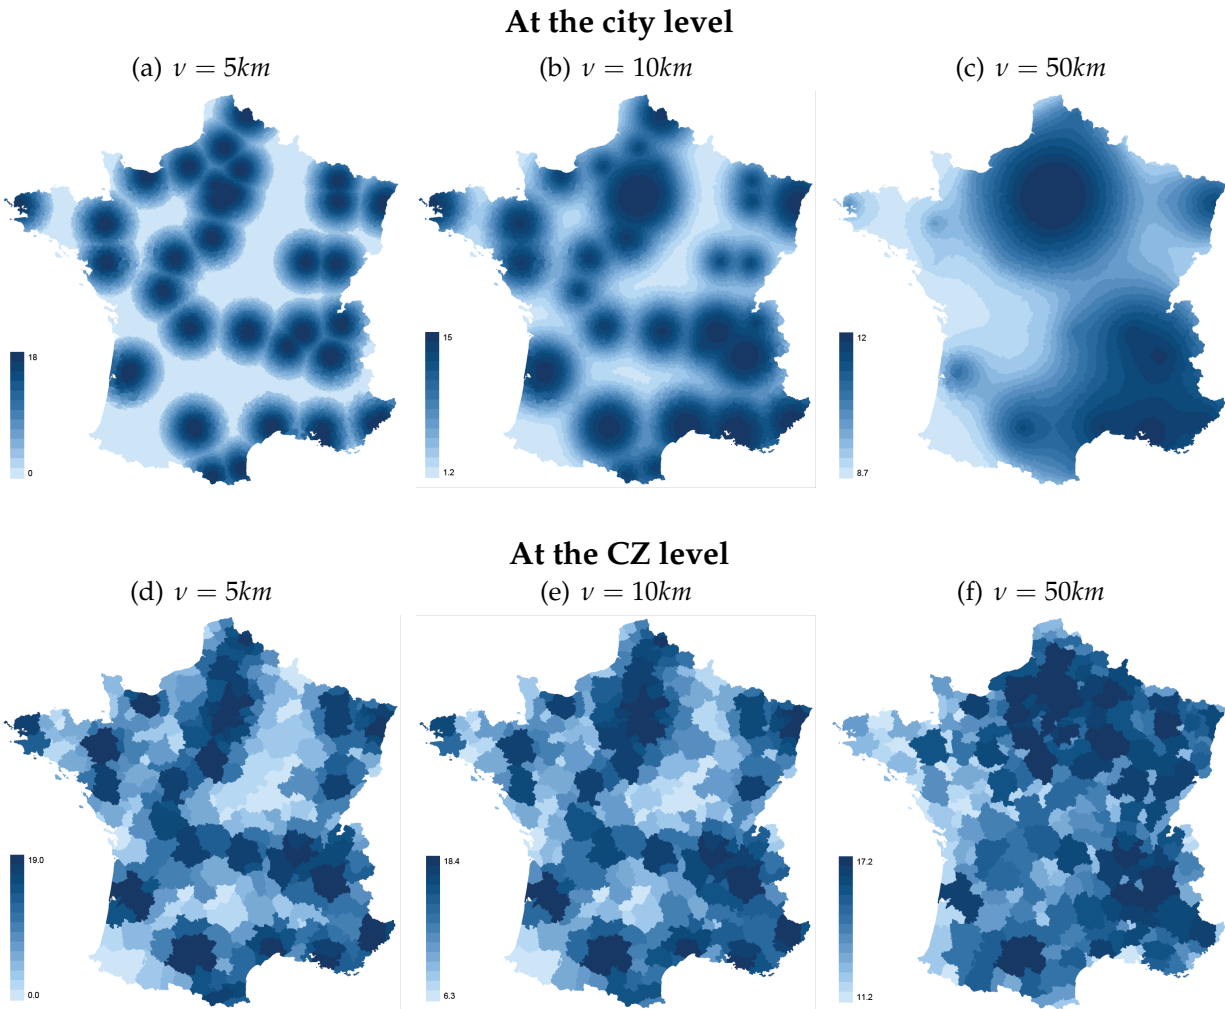 At the city level
(a) ν = 5km
(b) ν = 10km
(c) ν = 50km
18
0
15
1.2
12
8.7
At the CZ level
(d) ν = 5km
(e) ν = 10km
(f) ν = 50km
19.0
0.0
18.4
6.3
17.2
11.2